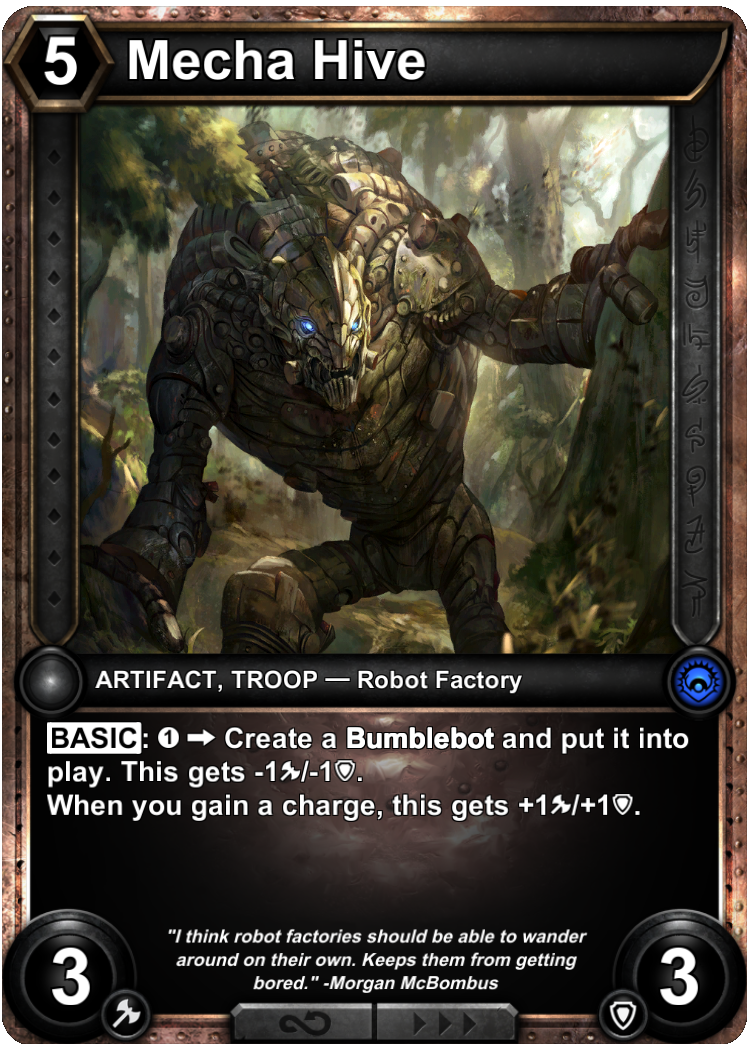 5 Mecha Hive
ARTIFACT, TROOP — Robot Factory
BASIC: 1 ➡ Create a Bumblebot and put it into
play. This gets -1/-1.
When you gain a charge, this gets +1/+1.
"I think robot factories should be able to wander
around on their own. Keeps them from getting
bored." -Morgan McBombus
3 3